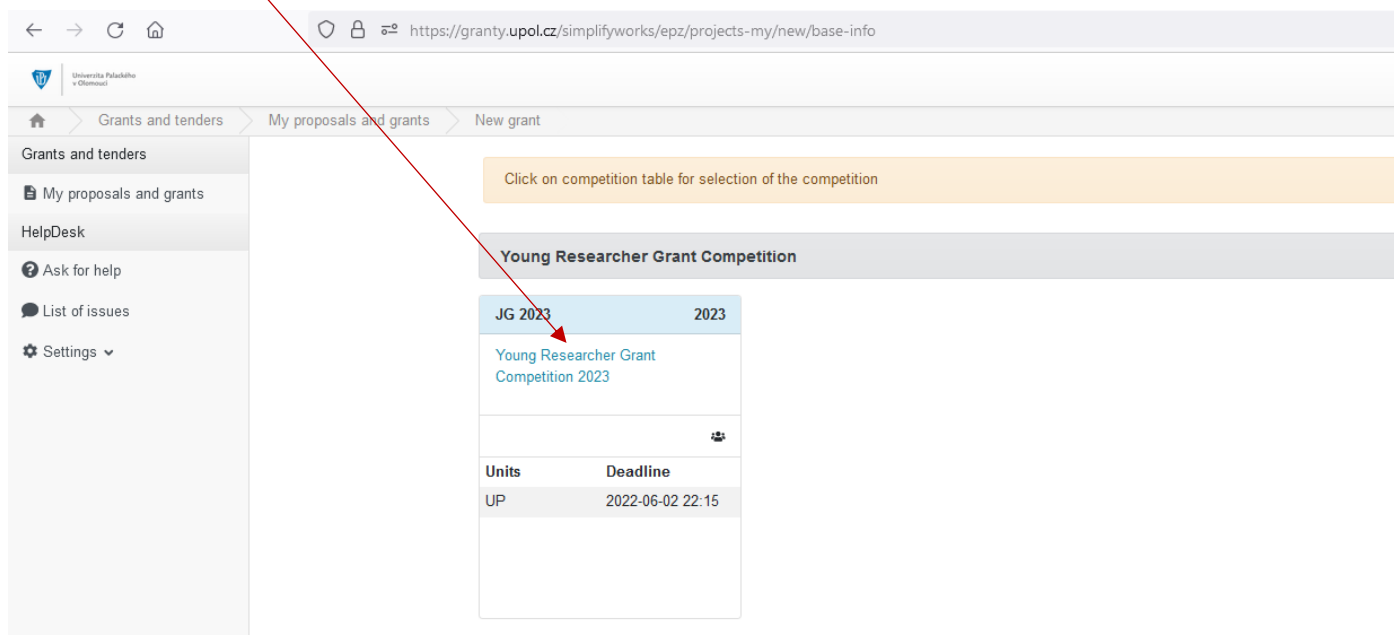 https://granty.upol.cz/simplifyworks/epz/projects-my/new/base-info
Univerzita Palackého
v Olomouci
Grants and tenders
My proposals and grants
New grant
Grants and tenders
My proposals and grants
HelpDesk
Ask for help
List of issues
Settings
Click on competition table for selection of the competition
Young Researcher Grant Competition
JG 2023 2023
Young Researcher Grant
Competition 2023
Units Deadline
UP 2022-06-02 22:15